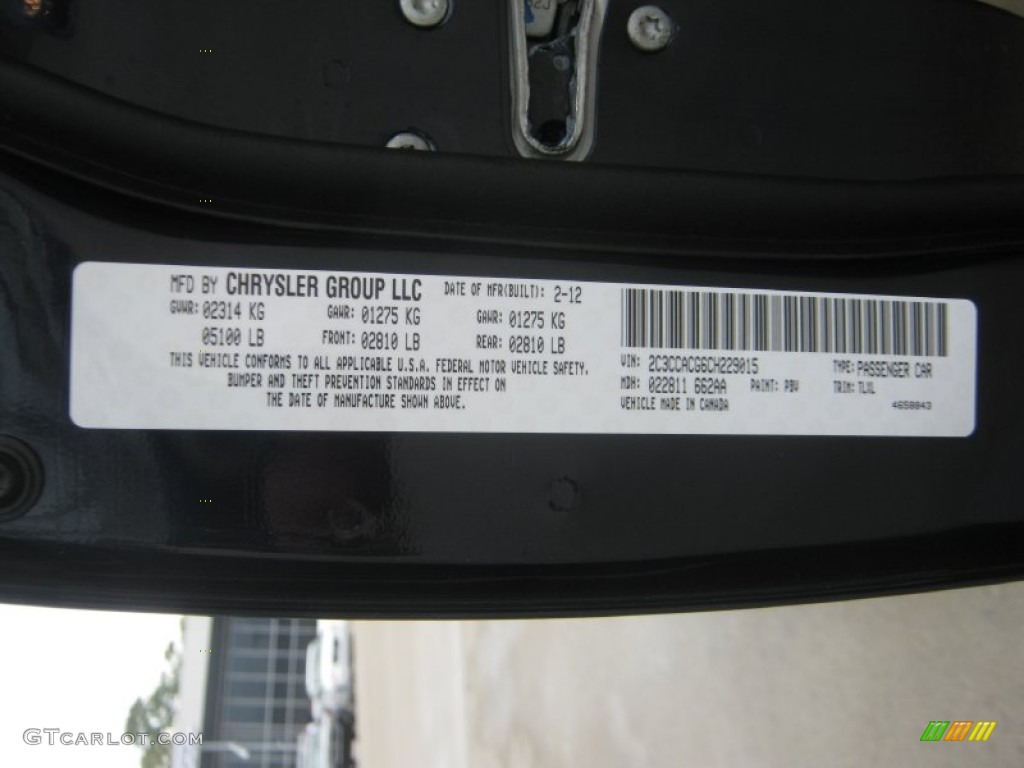 MFD BY CHRYSLER GROUP LLC DATE OF MFR(BUILT): 2-12
GVWR: 02314 KG GAWR: 01275 KG GAWR: 01275 KG
05100 LB FRONT: 02810 LB REAR: 02810 LB
THIS VEHICLE CONFORMS TO ALL APPLICABLE U.S.A. FEDERAL MOTOR VEHICLE SAFETY.
BUMPER AND THEFT PREVENTION STANDARDS IN EFFECT ON
THE DATE OF MANUFACTURE SHOWN ABOVE.
VIN: 2C3CCACG6CH229015 TYPE: PASSENGER CAR
MDH: 022811 662AA PAINT: PBV TRIM: TLXL
VEHICLE MADE IN CANADA 4658843
GTCARLOT.COM